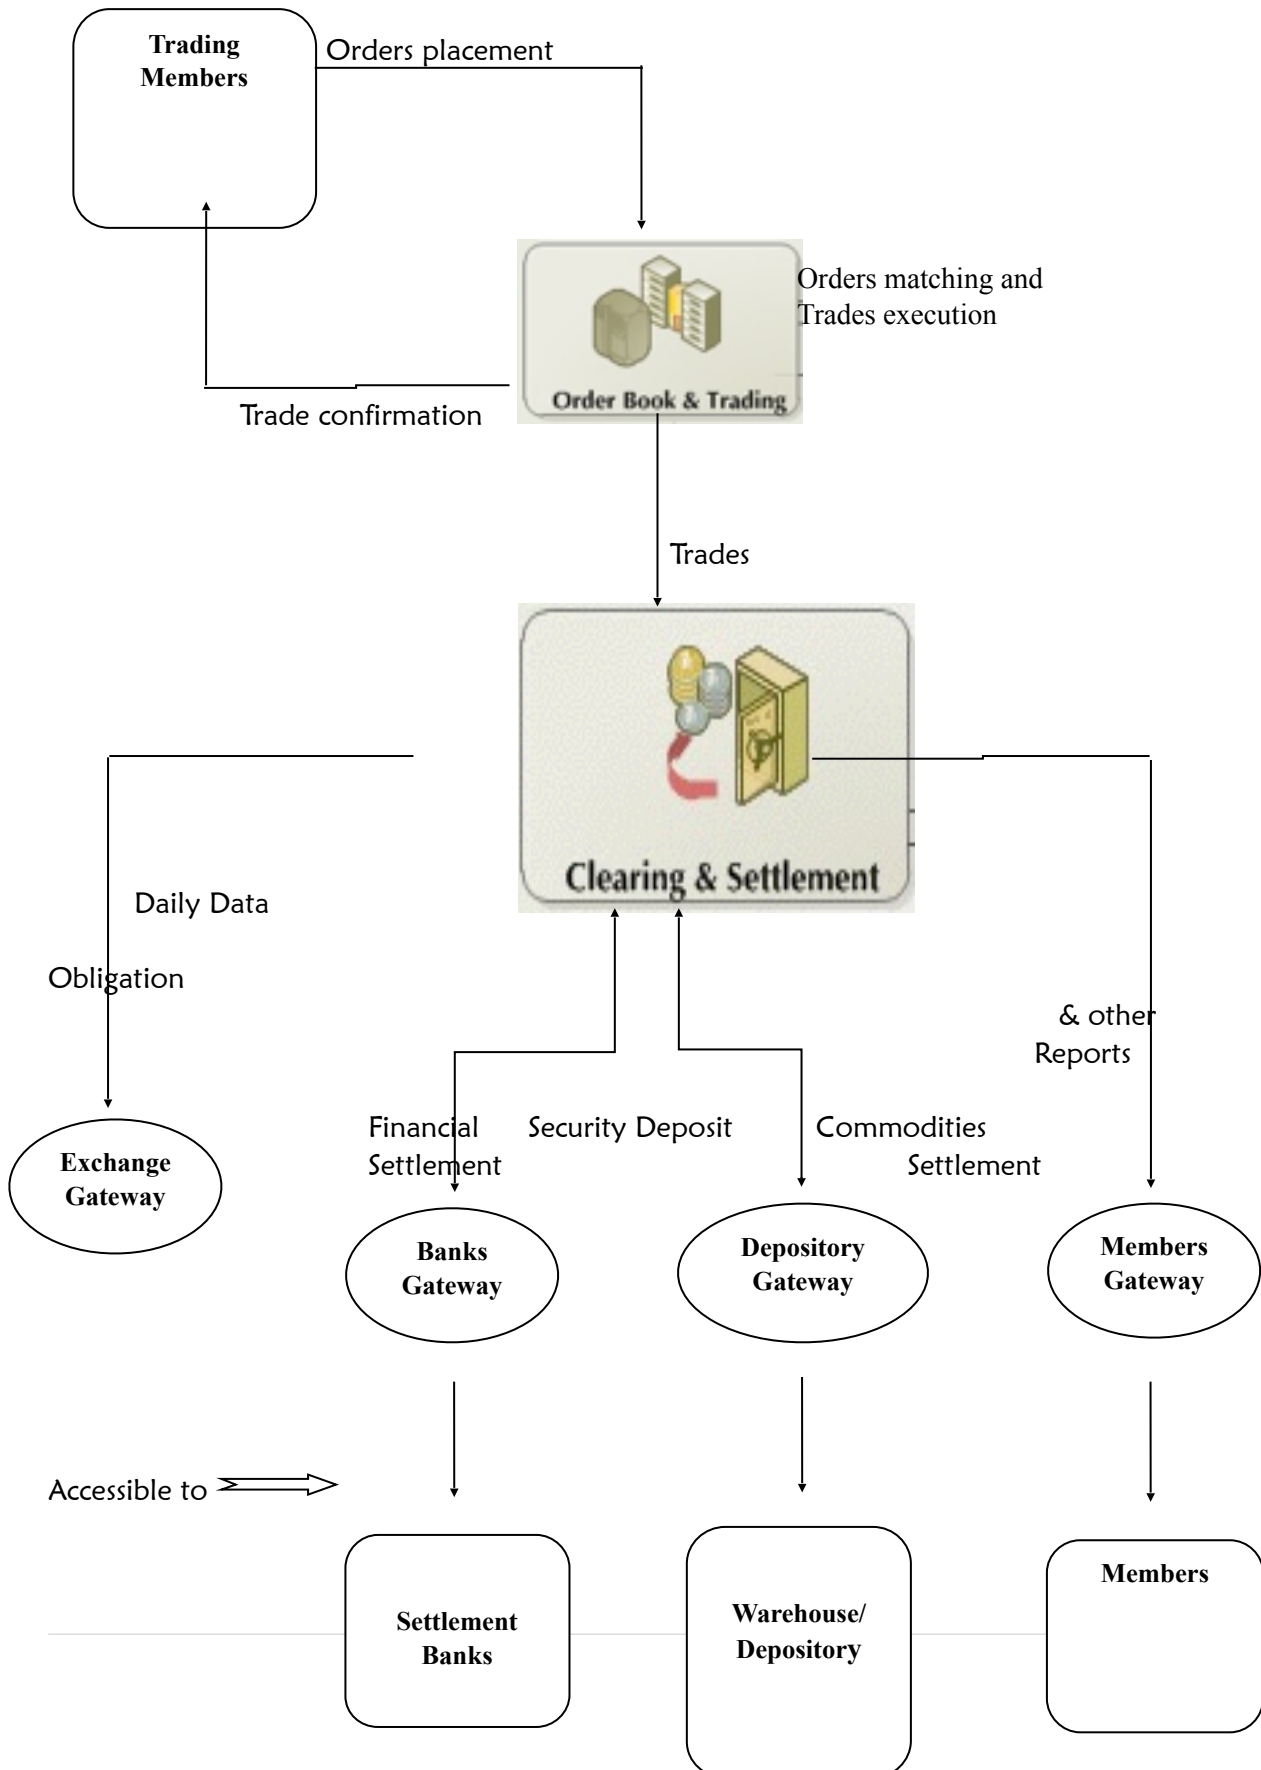 Trading
Members
Orders placement
Orders matching and
Trades execution
Order Book & Trading
Trade confirmation
Trades
Clearing & Settlement
Daily Data
Obligation
& other
Reports
Financial
Settlement
Security Deposit
Commodities
Settlement
Exchange
Gateway
Banks
Gateway
Depository
Gateway
Members
Gateway
Accessible to
Settlement
Banks
Warehouse/
Depository
Members